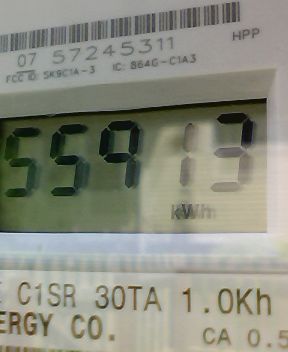 HPP
07 57245311
FCC ID: SK9C1A-3 IC: 864G-C1A3
55913
kWh
C1SR 30TA 1.0Kh
ERGY CO.
CA 0.5